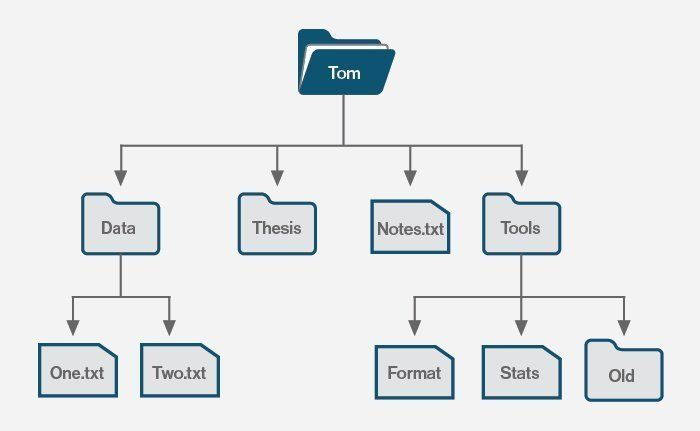 Tom
Data
Thesis
Notes.txt
Tools
One.txt
Two.txt
Format
Stats
Old